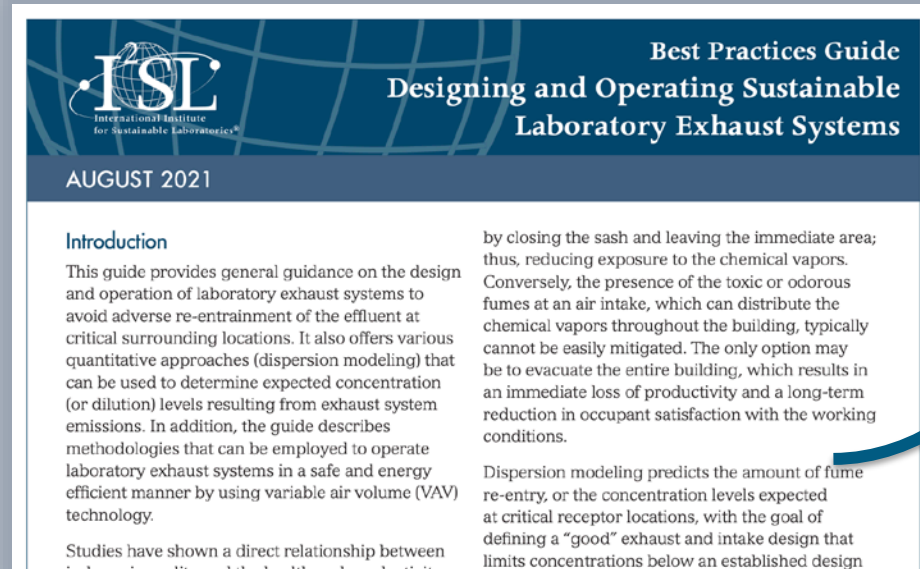 I²SL
International Institute
for Sustainable Laboratories®
Best Practices Guide
Designing and Operating Sustainable
Laboratory Exhaust Systems
AUGUST 2021
Introduction
This guide provides general guidance on the design
and operation of laboratory exhaust systems to
avoid adverse re-entrainment of the effluent at
critical surrounding locations. It also offers various
quantitative approaches (dispersion modeling) that
can be used to determine expected concentration
(or dilution) levels resulting from exhaust system
emissions. In addition, the guide describes
methodologies that can be employed to operate
laboratory exhaust systems in a safe and energy
efficient manner by using variable air volume (VAV)
technology.
Studies have shown a direct relationship between
by closing the sash and leaving the immediate area;
thus, reducing exposure to the chemical vapors.
Conversely, the presence of the toxic or odorous
fumes at an air intake, which can distribute the
chemical vapors throughout the building, typically
cannot be easily mitigated. The only option may
be to evacuate the entire building, which results in
an immediate loss of productivity and a long-term
reduction in occupant satisfaction with the working
conditions.
Dispersion modeling predicts the amount of fume
re-entry, or the concentration levels expected
at critical receptor locations, with the goal of
defining a “good” exhaust and intake design that
limits concentrations below an established design